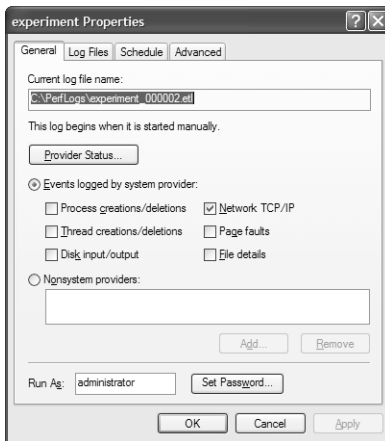 experiment Properties
General Log Files Schedule Advanced
Current log file name:
C:\PerfLogs\experiment_000002.etl
This log begins when it is started manually.
Provider Status...
Events logged by system provider:
Process creations/deletions Network TCP/IP
Thread creations/deletions Page faults
Disk input/output File details
Nonsystem providers:
Add... Remove
Run As: administrator Set Password...
OK Cancel Apply